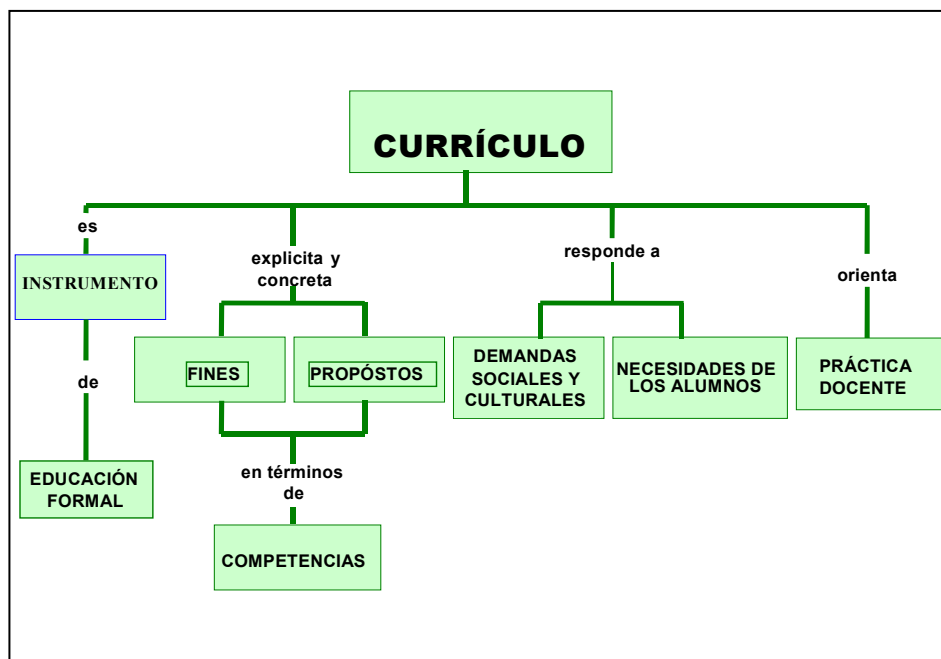 CURRÍCULO
es
INSTRUMENTO
de
EDUCACIÓN
FORMAL
explicita y
concreta
FINES
PROPÓSTOS
en términos
de
COMPETENCIAS
responde a
DEMANDAS
SOCIALES Y
CULTURALES
NECESIDADES DE
LOS ALUMNOS
orienta
PRÁCTICA
DOCENTE